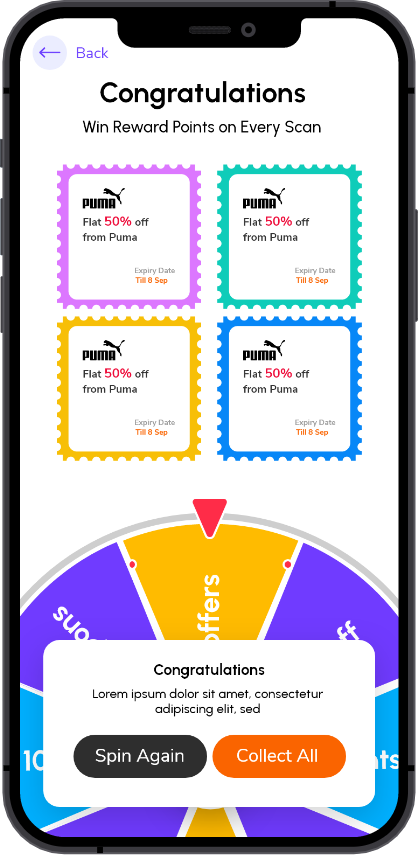 Back
Congratulations
Win Reward Points on Every Scan
PUMA
Flat 50% off
from Puma
Expiry Date
Till 8 Sep
PUMA
Flat 50% off
from Puma
Expiry Date
Till 8 Sep
PUMA
Flat 50% off
from Puma
Expiry Date
Till 8 Sep
PUMA
Flat 50% off
from Puma
Expiry Date
Till 8 Sep
offers
Congratulations
Lorem ipsum dolor sit amet, consectetur
adipiscing elit, sed
Spin Again
Collect All
10